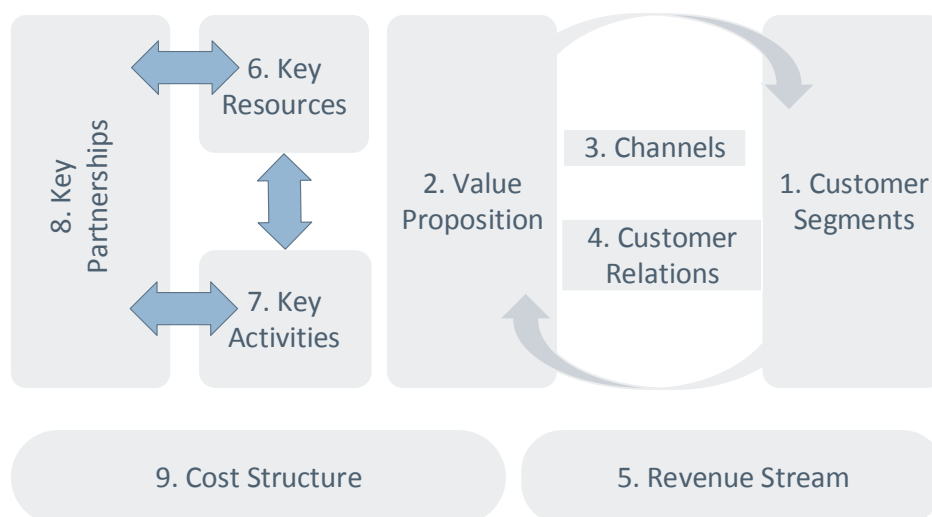 8. Key
Partnerships
6. Key
Resources
7. Key
Activities
2. Value
Proposition
3. Channels
4. Customer
Relations
1. Customer
Segments
9. Cost Structure
5. Revenue Stream